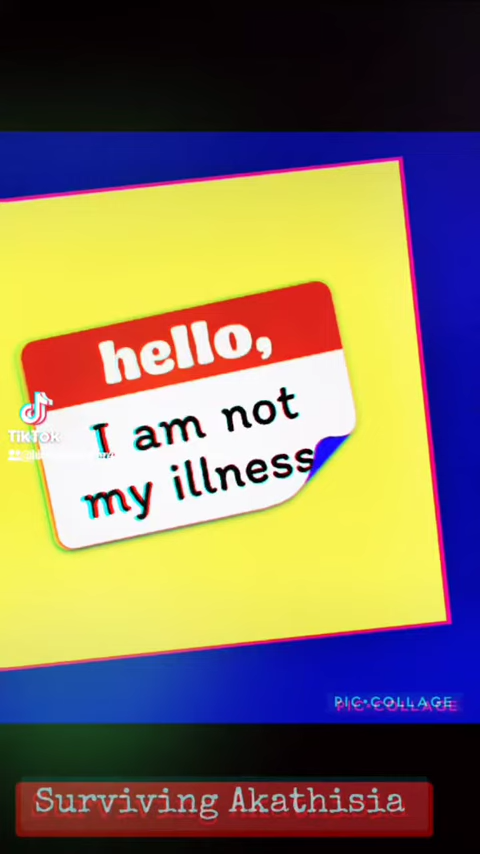 hello,
I am not
my illness
TikTok
PIC•COLLAGE
Surviving Akathisia